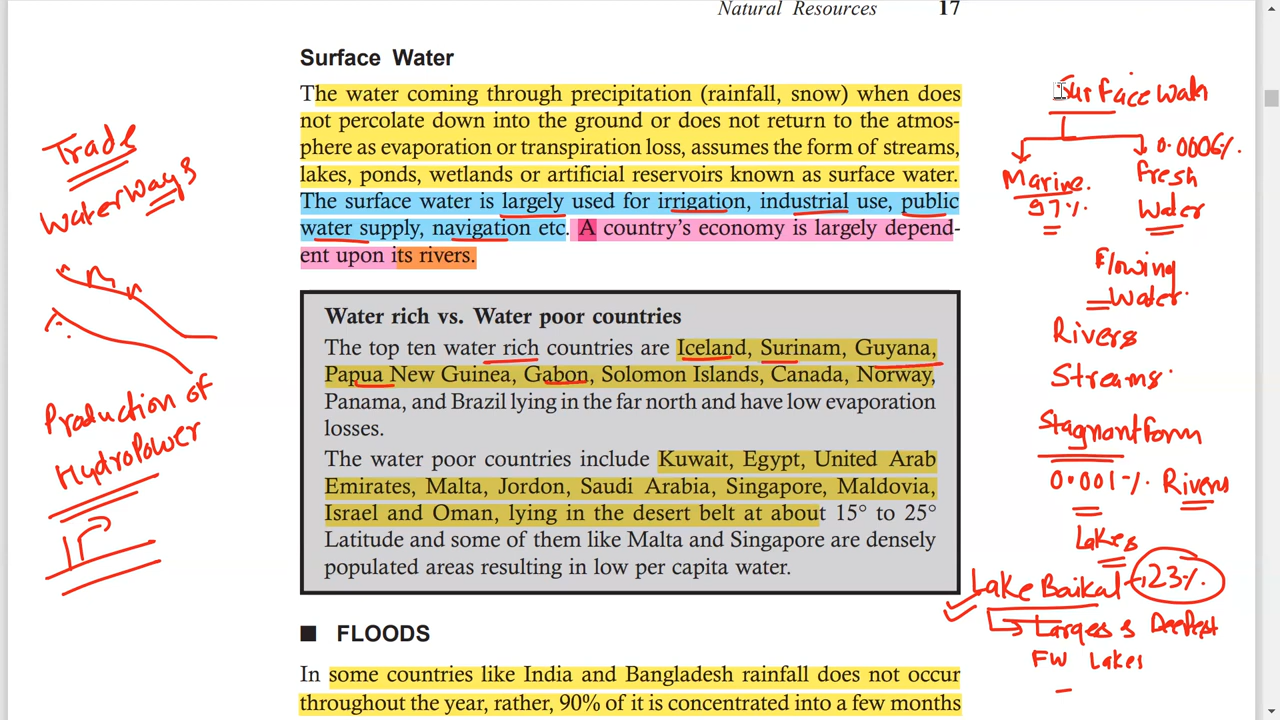 Natural Resources 17
Surface Water
The water coming through precipitation (rainfall, snow) when does
not percolate down into the ground or does not return to the atmos-
phere as evaporation or transpiration loss, assumes the form of streams,
lakes, ponds, wetlands or artificial reservoirs known as surface water.
The surface water is largely used for irrigation, industrial use, public
water supply, navigation etc. A country's economy is largely depend-
ent upon its rivers.
Water rich vs. Water poor countries
The top ten water rich countries are Iceland, Surinam, Guyana,
Papua New Guinea, Gabon, Solomon Islands, Canada, Norway,
Panama, and Brazil lying in the far north and have low evaporation
losses.
The water poor countries include Kuwait, Egypt, United Arab
Emirates, Malta, Jordon, Saudi Arabia, Singapore, Maldovia,
Israel and Oman, lying in the desert belt at about 15° to 25°
Latitude and some of them like Malta and Singapore are densely
populated areas resulting in low per capita water.
■ FLOODS
In some countries like India and Bangladesh rainfall does not occur
throughout the year, rather, 90% of it is concentrated into a few months
Trade
WaterWays
Production of
HydroPower
Surface
Marine
97%
0.0006%.
Fresh
Water
Flowing
Water.
Rivers
Streams
Stagnant Form
0.001%. Rivers
Lakes
Lake Baikal 23%.
Largest & Deepest
FW Lakes